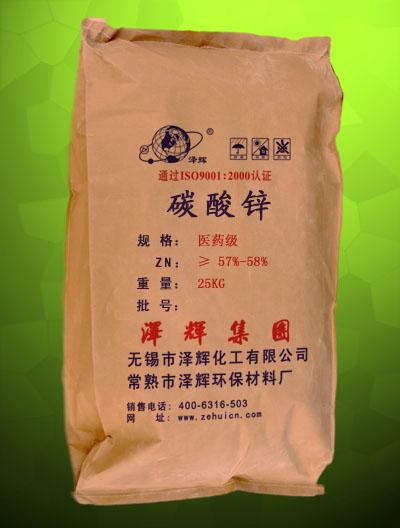 泽辉
®
通过ISO9001:2000认证
碳酸锌
规 格： 医药级
ZN： ≥ 57%-58%
重 量： 25KG
批 号：
泽辉集团
无锡市泽辉化工有限公司
常熟市泽辉环保材料厂
销售电话：400-6316-503
网 址：www.zehuicn.com